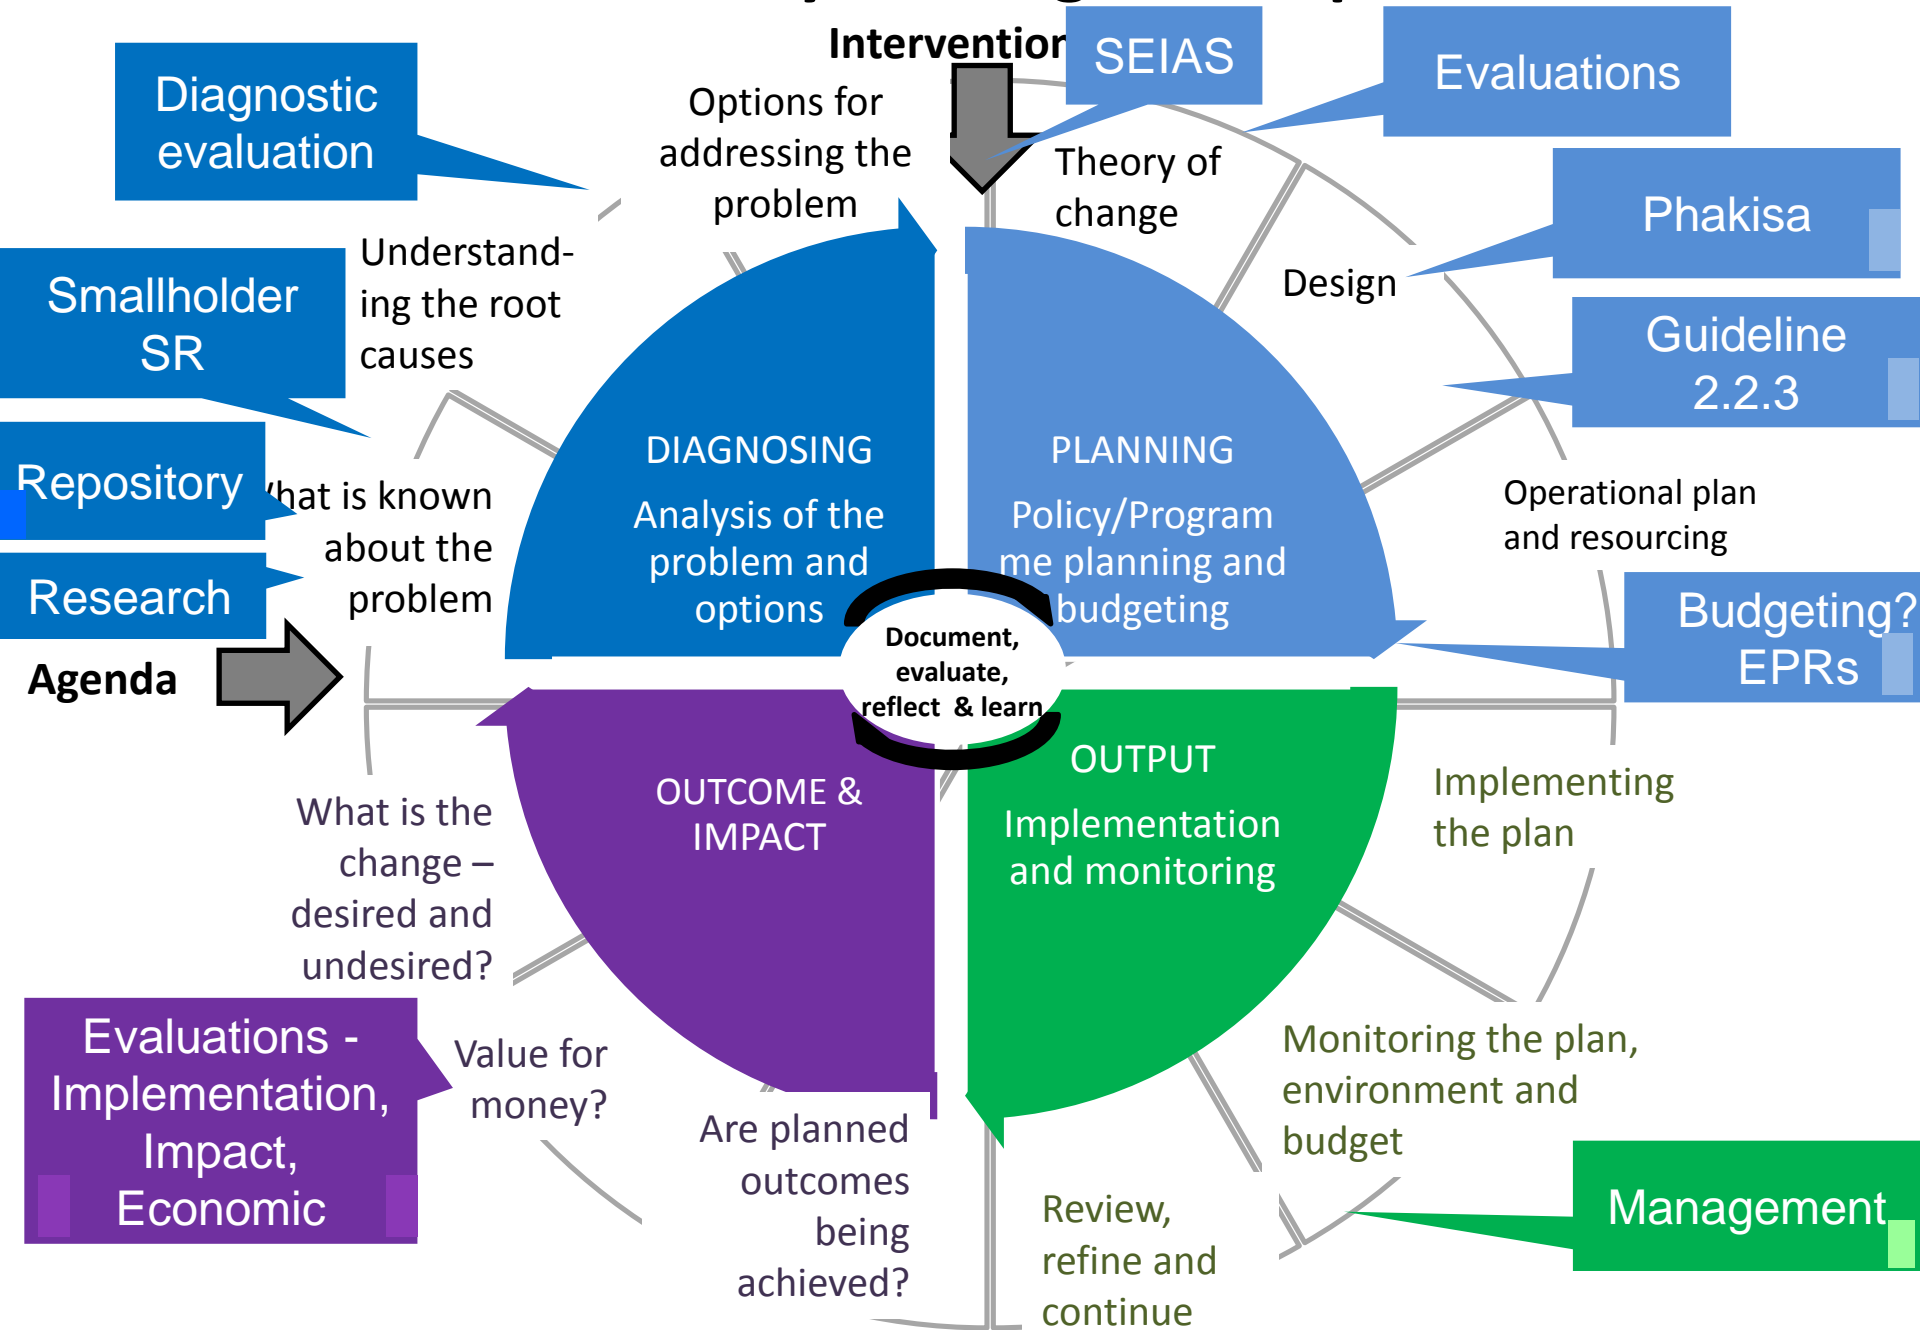 Intervention
SEIAS
Evaluations
Diagnostic
evaluation
Options for
addressing the
problem
Theory of
change
Phakisa
Understand-
ing the root
causes
Design
Smallholder
SR
Guideline
2.2.3
Repository
hat is known
about the
problem
DIAGNOSING
Analysis of the
problem and
options
PLANNING
Policy/Program
me planning and
budgeting
Operational plan
and resourcing
Research
Budgeting?
EPRs
Agenda
Document,
evaluate,
reflect & learn
OUTCOME &
IMPACT
OUTPUT
Implementation
and monitoring
Implementing
the plan
What is the
change –
desired and
undesired?
Evaluations -
Implementation,
Impact,
Economic
Value for
money?
Monitoring the plan,
environment and
budget
Are planned
outcomes
being
achieved?
Review,
refine and
continue
Management